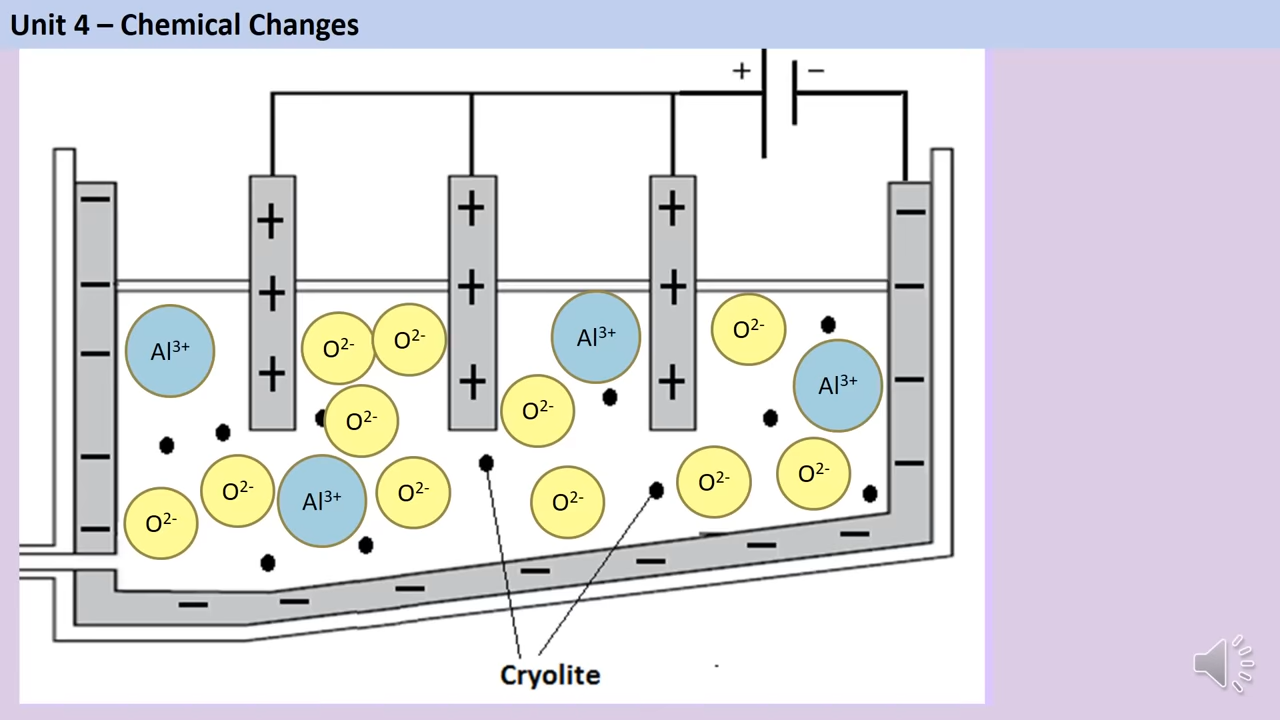 Unit 4 – Chemical Changes
+ −
− + + + −
− + + + −
Al³⁺ O²⁻ O²⁻ Al³⁺ O²⁻ Al³⁺
− + + + −
O²⁻ O²⁻
− O²⁻ Al³⁺ O²⁻ O²⁻ O²⁻ O²⁻ −
− O²⁻
− − − − − − −
Cryolite